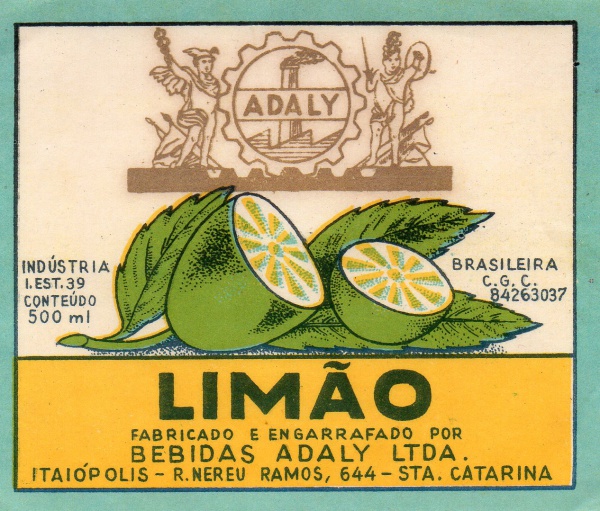 ADALY
INDÚSTRIA
I.EST.39
CONTEÚDO
500 ml
BRASILEIRA
C.G.C.
84263037
LIMÃO
FABRICADO E ENGARRAFADO POR
BEBIDAS ADALY LTDA.
ITAIÓPOLIS - R.NEREU RAMOS, 644 - STA. CATARINA